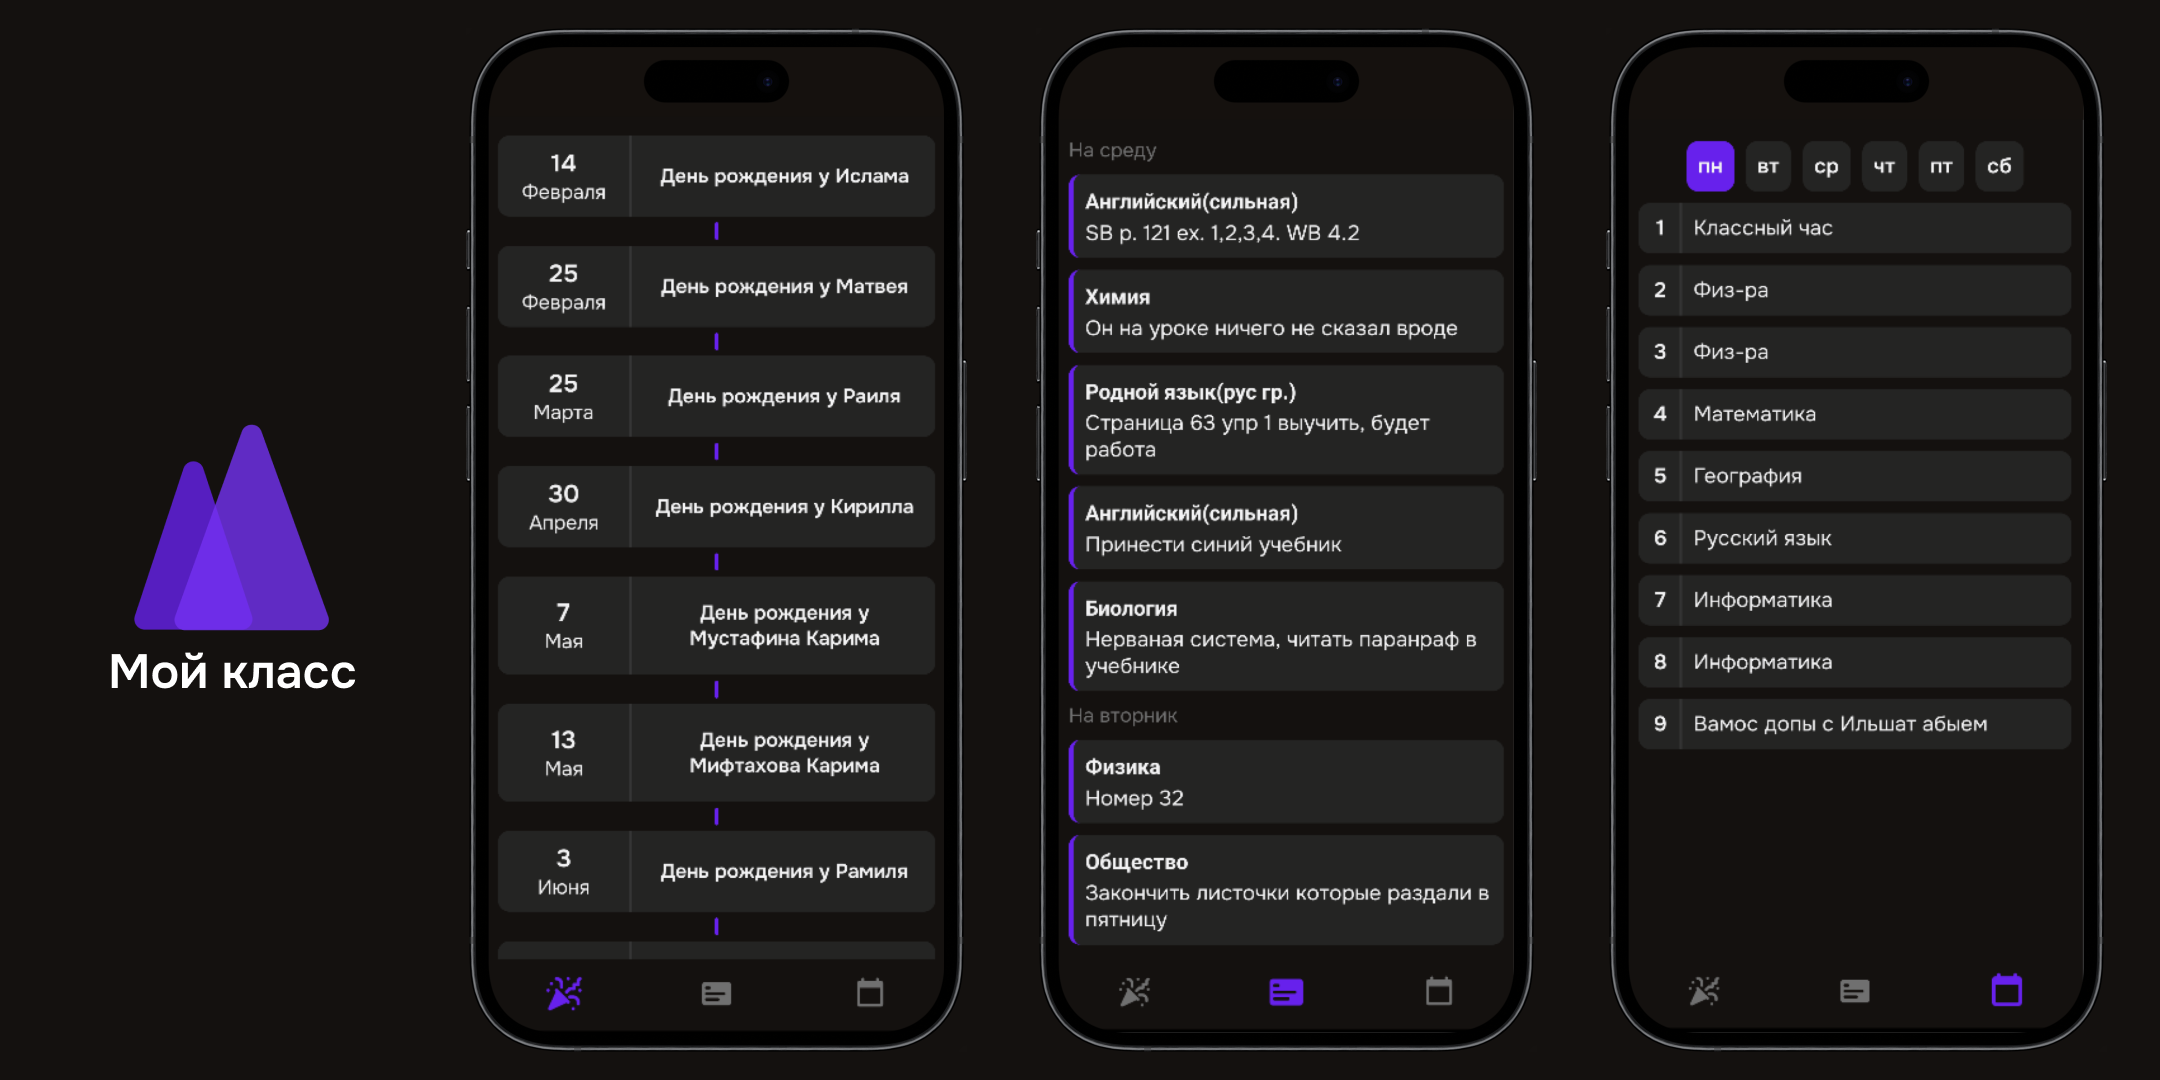 Мой класс
14
Февраля
День рождения у Ислама
25
Февраля
День рождения у Матвея
25
Марта
День рождения у Раиля
30
Апреля
День рождения у Кирилла
7
Мая
День рождения у
Мустафина Карима
13
Мая
День рождения у
Мифтахова Карима
3
Июня
День рождения у Рамиля
На среду
Английский(сильная)
SB p. 121 ex. 1,2,3,4. WB 4.2
Химия
Он на уроке ничего не сказал вроде
Родной язык(рус гр.)
Страница 63 упр 1 выучить, будет
работа
Английский(сильная)
Принести синий учебник
Биология
Нерваная система, читать паранраф в
учебнике
На вторник
Физика
Номер 32
Общество
Закончить листочки которые раздали в
пятницу
пн вт ср чт пт сб
1 Классный час
2 Физ-ра
3 Физ-ра
4 Математика
5 География
6 Русский язык
7 Информатика
8 Информатика
9 Вамос допы с Ильшат абыем